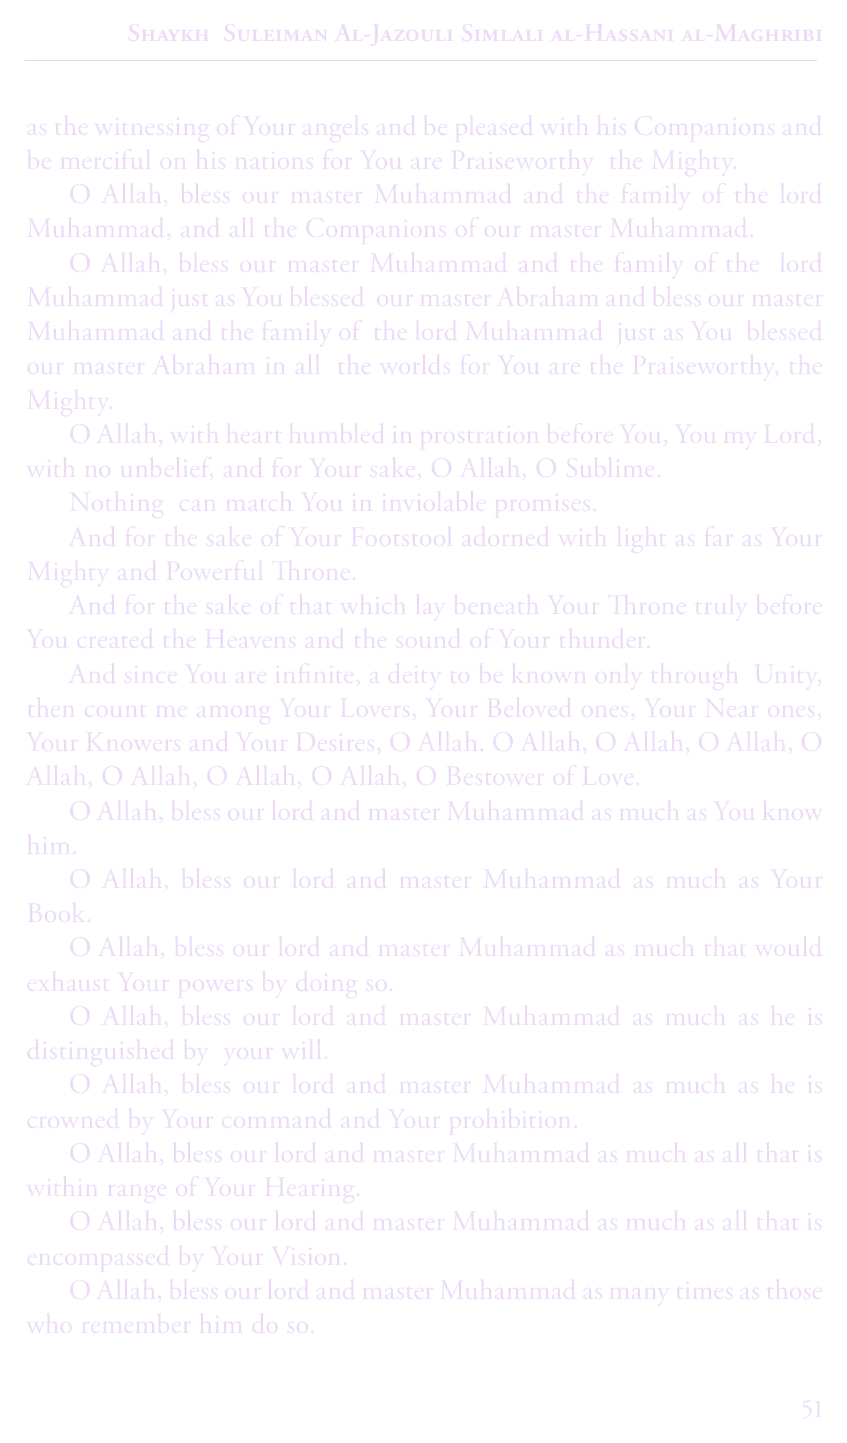 Shaykh Suleiman Al-Jazouli Simlali al-Hassani al-Maghribi
as the witnessing of Your angels and be pleased with his Companions and
be merciful on his nations for You are Praiseworthy the Mighty.
O Allah, bless our master Muhammad and the family of the lord
Muhammad, and all the Companions of our master Muhammad.
O Allah, bless our master Muhammad and the family of the lord
Muhammad just as You blessed our master Abraham and bless our master
Muhammad and the family of the lord Muhammad just as You blessed
our master Abraham in all the worlds for You are the Praiseworthy, the
Mighty.
O Allah, with heart humbled in prostration before You, You my Lord,
with no unbelief, and for Your sake, O Allah, O Sublime.
Nothing can match You in inviolable promises.
And for the sake of Your Footstool adorned with light as far as Your
Mighty and Powerful Throne.
And for the sake of that which lay beneath Your Throne truly before
You created the Heavens and the sound of Your thunder.
And since You are infinite, a deity to be known only through Unity,
then count me among Your Lovers, Your Beloved ones, Your Near ones,
Your Knowers and Your Desires, O Allah. O Allah, O Allah, O Allah, O
Allah, O Allah, O Allah, O Allah, O Bestower of Love.
O Allah, bless our lord and master Muhammad as much as You know
him.
O Allah, bless our lord and master Muhammad as much as Your
Book.
O Allah, bless our lord and master Muhammad as much that would
exhaust Your powers by doing so.
O Allah, bless our lord and master Muhammad as much as he is
distinguished by your will.
O Allah, bless our lord and master Muhammad as much as he is
crowned by Your command and Your prohibition.
O Allah, bless our lord and master Muhammad as much as all that is
within range of Your Hearing.
O Allah, bless our lord and master Muhammad as much as all that is
encompassed by Your Vision.
O Allah, bless our lord and master Muhammad as many times as those
who remember him do so.
51